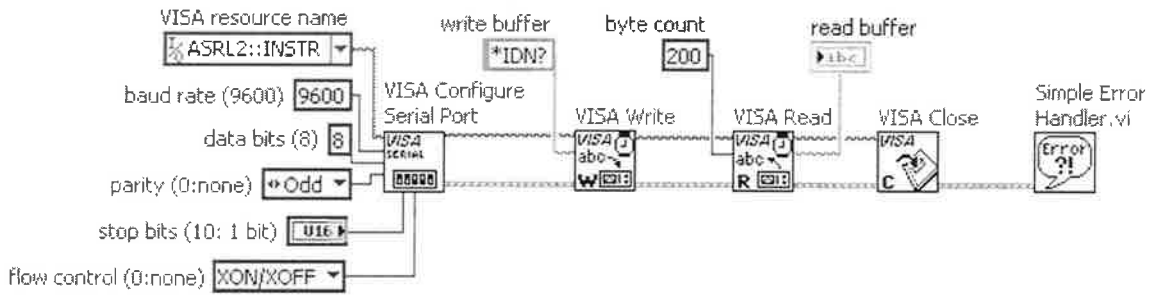 VISA resource name
I/O ASRL2::INSTR
baud rate (9600) 9600
data bits (8) 8
parity (0:none) Odd
stop bits (10: 1 bit) U16
flow control (0:none) XON/XOFF
VISA Configure
Serial Port
VISA
SERIAL
write buffer
*IDN?
VISA Write
VISA
abc
W
byte count
200
VISA Read
VISA
abc
R
read buffer
abc
VISA Close
VISA
C
Simple Error
Handler.vi
Error
?!